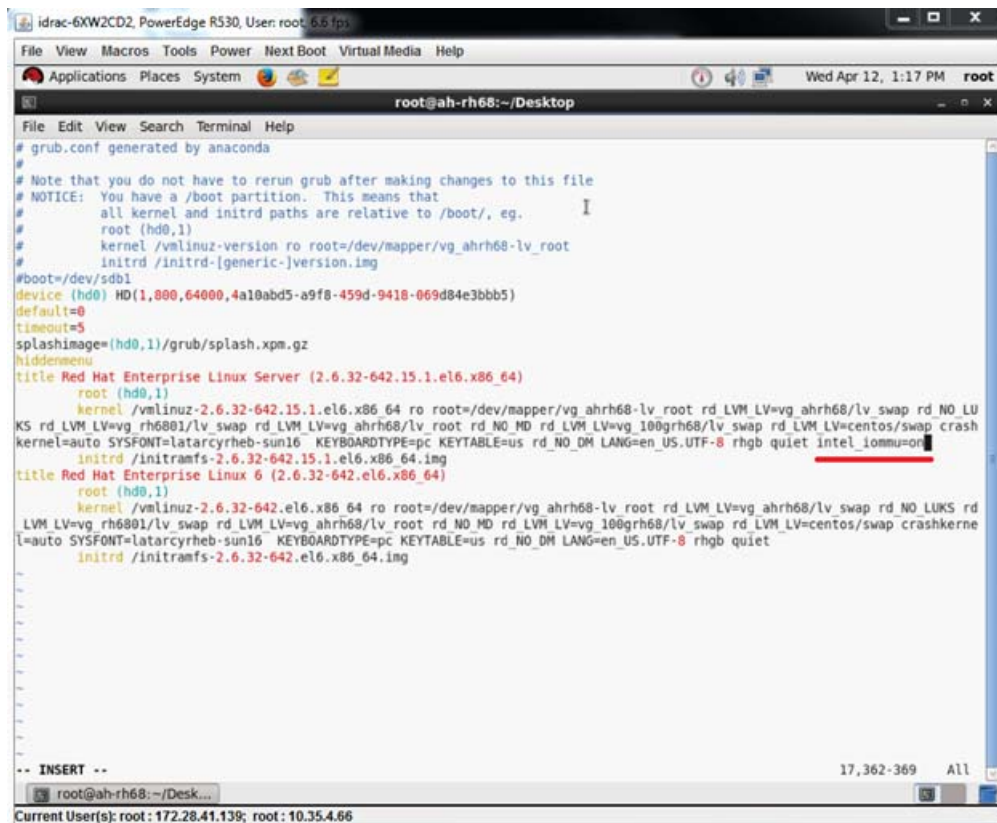 idrac-6XW2CD2, PowerEdge R530, User: root, 6.6 fps
File View Macros Tools Power Next Boot Virtual Media Help
Applications Places System Wed Apr 12, 1:17 PM root
root@ah-rh68:~/Desktop
File Edit View Search Terminal Help
# grub.conf generated by anaconda
#
# Note that you do not have to rerun grub after making changes to this file
# NOTICE: You have a /boot partition. This means that
# all kernel and initrd paths are relative to /boot/, eg.
# root (hd0,1)
# kernel /vmlinuz-version ro root=/dev/mapper/vg_ahrh68-lv_root
# initrd /initrd-[generic-]version.img
#boot=/dev/sdb1
device (hd0) HD(1,800,64000,4a10abd5-a9f8-459d-9418-069d84e3bbb5)
default=0
timeout=5
splashimage=(hd0,1)/grub/splash.xpm.gz
hiddenmenu
title Red Hat Enterprise Linux Server (2.6.32-642.15.1.el6.x86_64)
root (hd0,1)
kernel /vmlinuz-2.6.32-642.15.1.el6.x86_64 ro root=/dev/mapper/vg_ahrh68-lv_root rd_LVM_LV=vg_ahrh68/lv_swap rd_NO_LU
KS rd_LVM_LV=vg_rh6801/lv_swap rd_LVM_LV=vg_ahrh68/lv_root rd_NO_MD rd_LVM_LV=vg_100grh68/lv_swap rd_LVM_LV=centos/swap crash
kernel=auto SYSFONT=latarcyrheb-sun16 KEYBOARDTYPE=pc KEYTABLE=us rd_NO_DM LANG=en_US.UTF-8 rhgb quiet intel_iommu=on
initrd /initramfs-2.6.32-642.15.1.el6.x86_64.img
title Red Hat Enterprise Linux 6 (2.6.32-642.el6.x86_64)
root (hd0,1)
kernel /vmlinuz-2.6.32-642.el6.x86_64 ro root=/dev/mapper/vg_ahrh68-lv_root rd_LVM_LV=vg_ahrh68/lv_swap rd_NO_LUKS rd
_LVM_LV=vg_rh6801/lv_swap rd_LVM_LV=vg_ahrh68/lv_root rd_NO_MD rd_LVM_LV=vg_100grh68/lv_swap rd_LVM_LV=centos/swap crashkerne
l=auto SYSFONT=latarcyrheb-sun16 KEYBOARDTYPE=pc KEYTABLE=us rd_NO_DM LANG=en_US.UTF-8 rhgb quiet
initrd /initramfs-2.6.32-642.el6.x86_64.img
~
~
~
~
~
~
~
~
~
~
~
-- INSERT -- 17,362-369 All
root@ah-rh68:~/Desk...
Current User(s): root : 172.28.41.139; root : 10.35.4.66